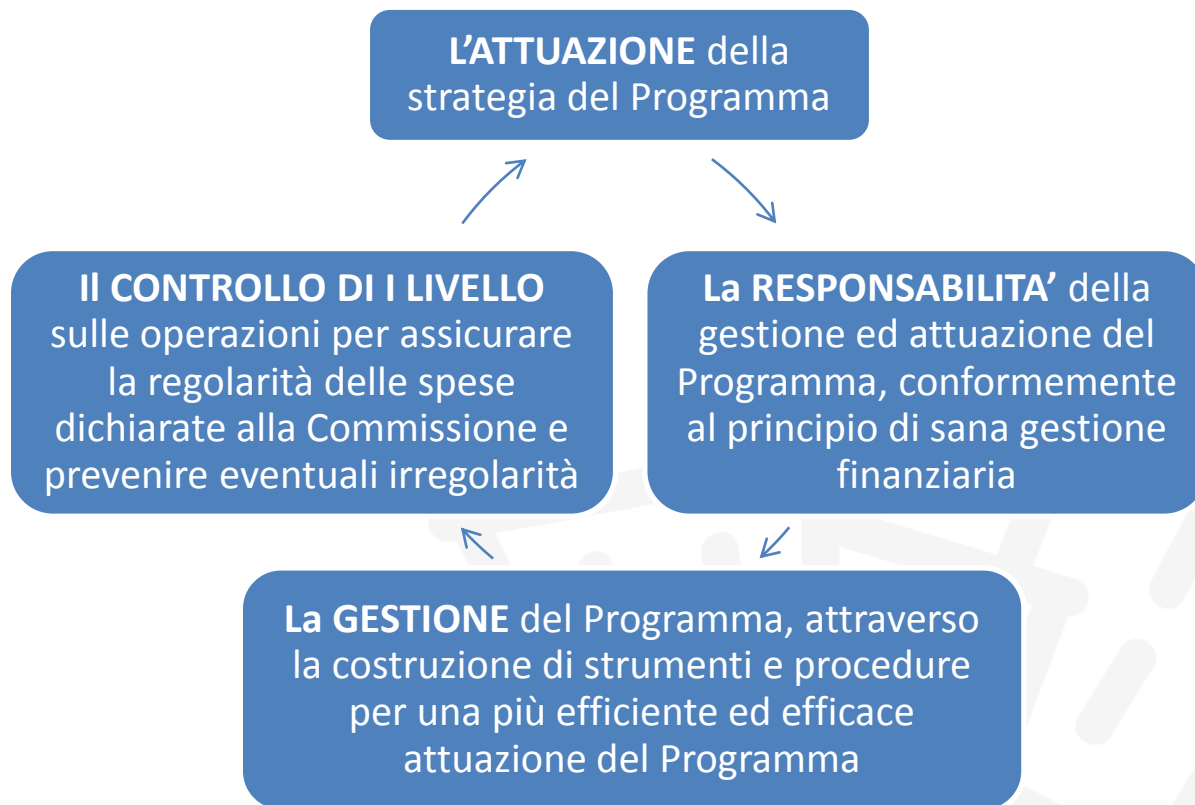 L’ATTUAZIONE della
strategia del Programma
Il CONTROLLO DI I LIVELLO
sulle operazioni per assicurare
la regolarità delle spese
dichiarate alla Commissione e
prevenire eventuali irregolarità
La RESPONSABILITA’ della
gestione ed attuazione del
Programma, conformemente
al principio di sana gestione
finanziaria
La GESTIONE del Programma, attraverso
la costruzione di strumenti e procedure
per una più efficiente ed efficace
attuazione del Programma